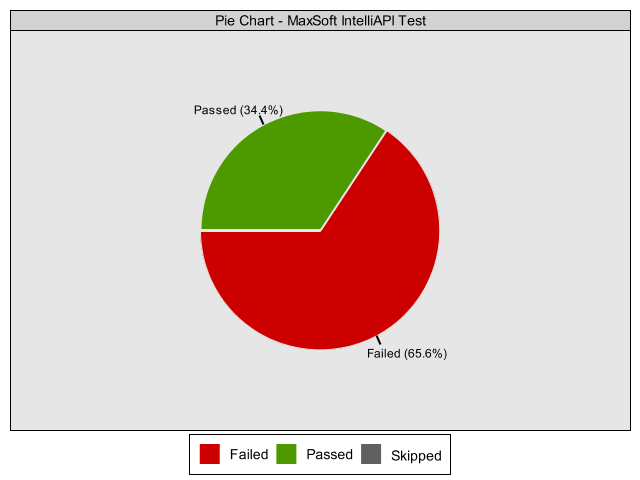 Pie Chart - MaxSoft IntelliAPI Test
Passed (34.4%)
Failed (65.6%)
Failed Passed Skipped